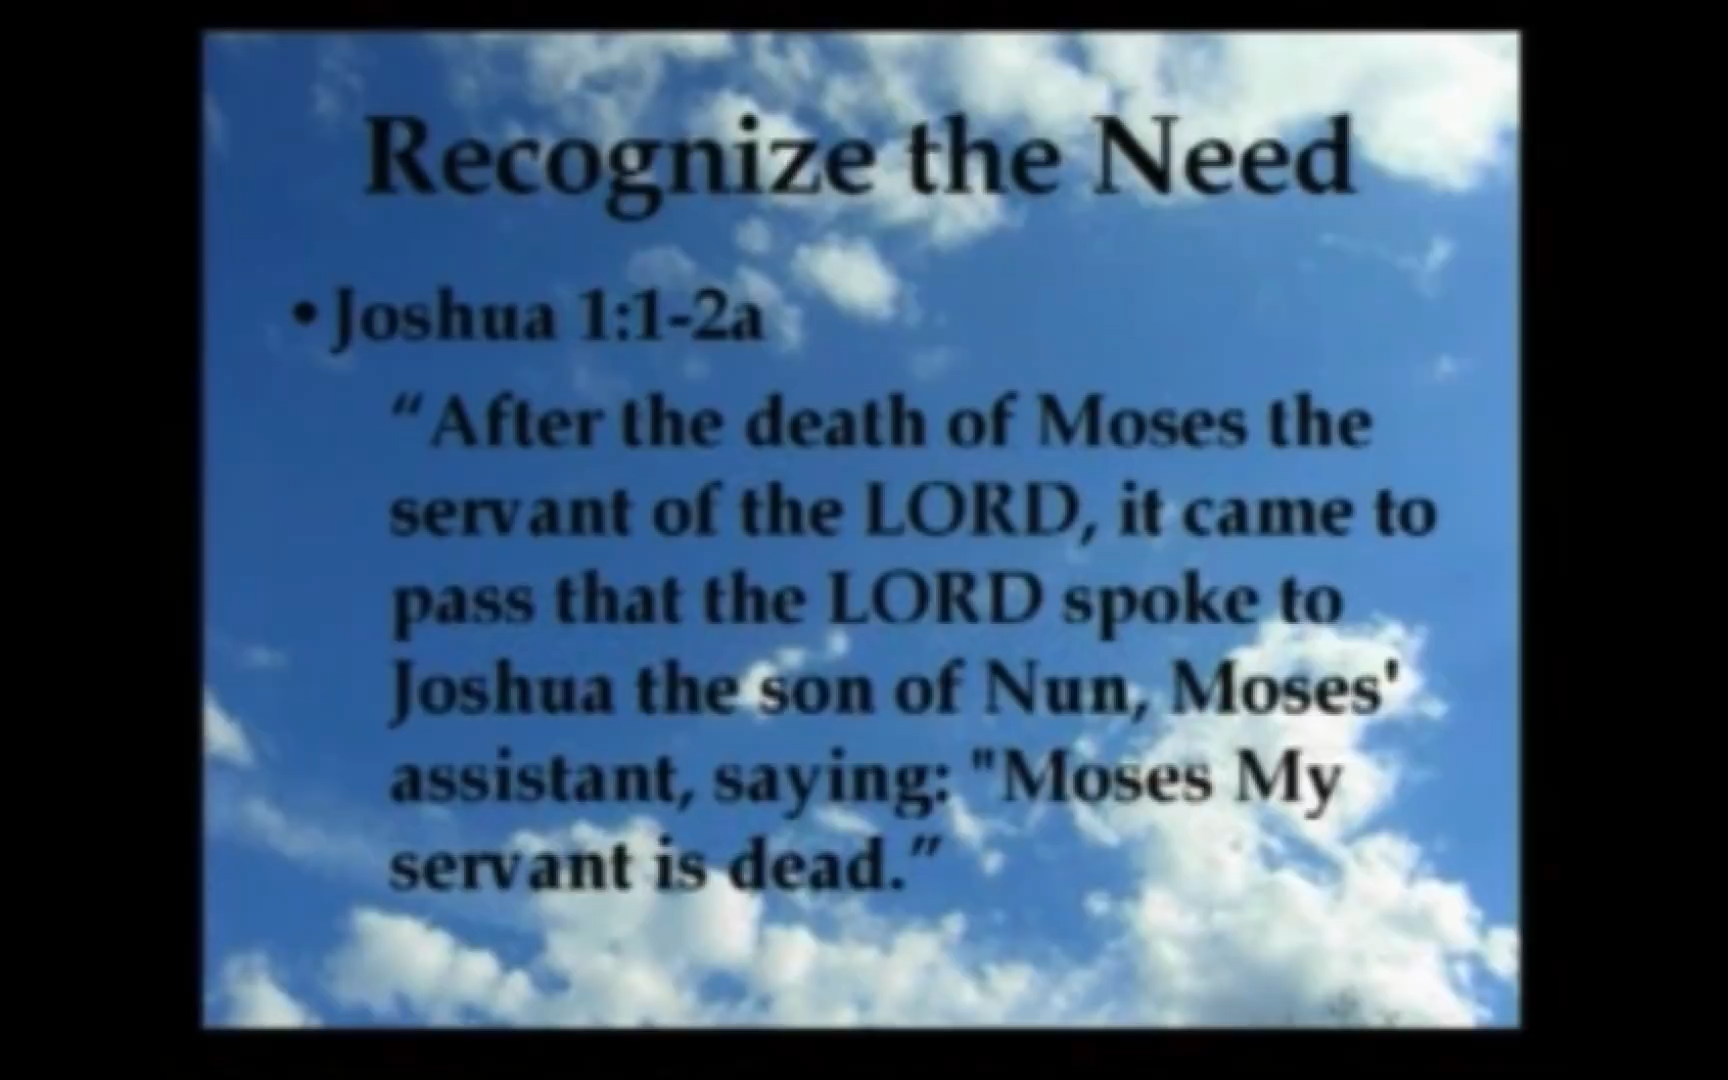 Recognize the Need
• Joshua 1:1-2a
“After the death of Moses the
servant of the LORD, it came to
pass that the LORD spoke to
Joshua the son of Nun, Moses'
assistant, saying: "Moses My
servant is dead.”